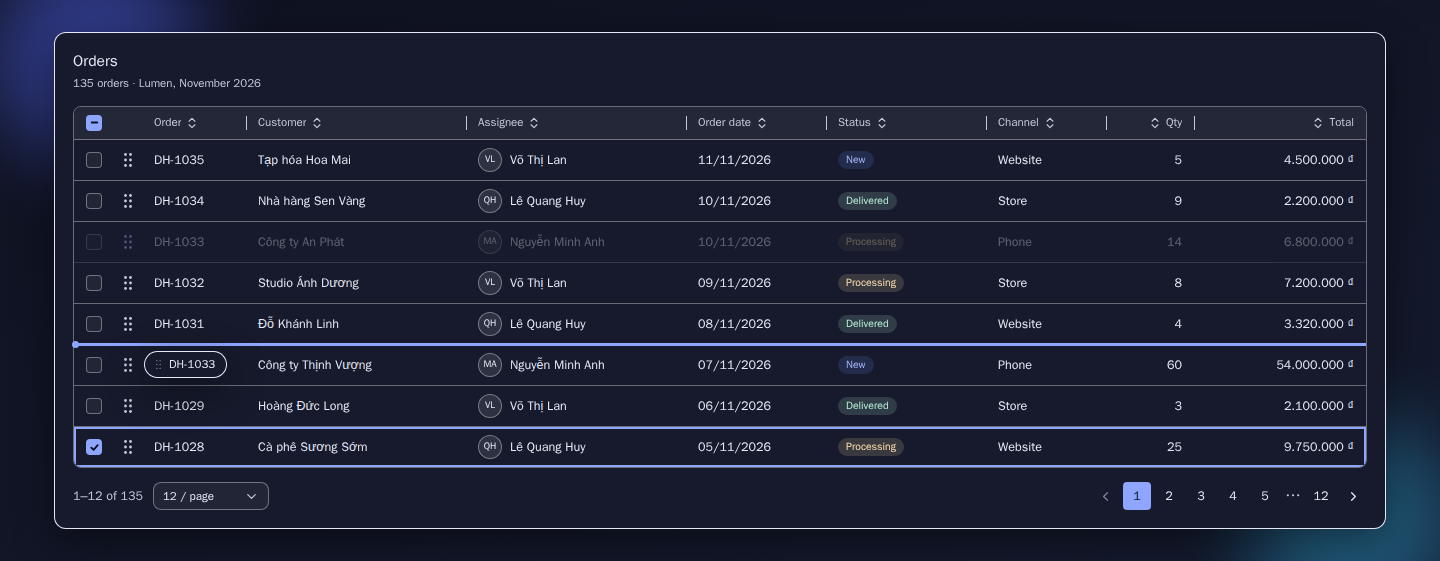 Orders
135 orders · Lumen, November 2026
Order Customer Assignee Order date Status Channel Qty Total
DH-1035 Tạp hóa Hoa Mai VL Võ Thị Lan 11/11/2026 New Website 5 4.500.000 ₫
DH-1034 Nhà hàng Sen Vàng QH Lê Quang Huy 10/11/2026 Delivered Store 9 2.200.000 ₫
DH-1033 Công ty An Phát MA Nguyễn Minh Anh 10/11/2026 Processing Phone 14 6.800.000 ₫
DH-1032 Studio Ánh Dương VL Võ Thị Lan 09/11/2026 Processing Store 8 7.200.000 ₫
DH-1031 Đỗ Khánh Linh QH Lê Quang Huy 08/11/2026 Delivered Website 4 3.320.000 ₫
DH-1033 Công ty Thịnh Vượng MA Nguyễn Minh Anh 07/11/2026 New Phone 60 54.000.000 ₫
DH-1029 Hoàng Đức Long VL Võ Thị Lan 06/11/2026 Delivered Store 3 2.100.000 ₫
DH-1028 Cà phê Sương Sớm QH Lê Quang Huy 05/11/2026 Processing Website 25 9.750.000 ₫
1–12 of 135 12 / page 1 2 3 4 5 ··· 12